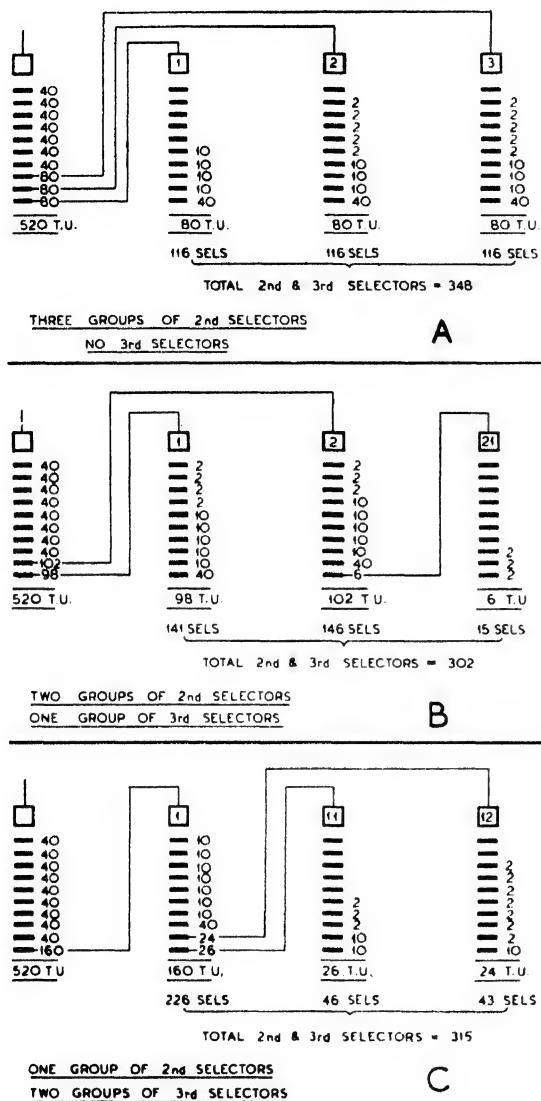 1 2 3
40
40 2 2
40 2 2
40 2 2
40 2 2
40 10 2 2
40 10 10 10
80 10 10 10
80 10 10 10
80 40 40 40
520 T.U. 80 T.U. 80 T.U. 80 T.U.
116 SELS 116 SELS 116 SELS
TOTAL 2nd & 3rd SELECTORS = 348
THREE GROUPS OF 2nd SELECTORS
NO 3rd SELECTORS
A
1 2 21
40 2 2
40 2 2
40 2 2
40 2 10
40 10 10
40 10 10
40 10 10
40 10 10 2
102 10 40 2
98 40 6 2
520 T.U. 98 T.U. 102 T.U. 6 T.U
141 SELS 146 SELS 15 SELS
TOTAL 2nd & 3rd SELECTORS = 302
TWO GROUPS OF 2nd SELECTORS
ONE GROUP OF 3rd SELECTORS
B
1 11 12
40 10
40 10
40 10 2
40 10 2
40 10 2
40 10 2 2
40 10 2 2
40 40 2 2
40 24 10 2
160 26 10 10
520 T.U 160 T.U, 26 T.U. 24 T.U.
226 SELS 46 SELS 43 SELS
TOTAL 2nd & 3rd SELECTORS = 315
ONE GROUP OF 2nd SELECTORS
TWO GROUPS OF 3rd SELECTORS
C